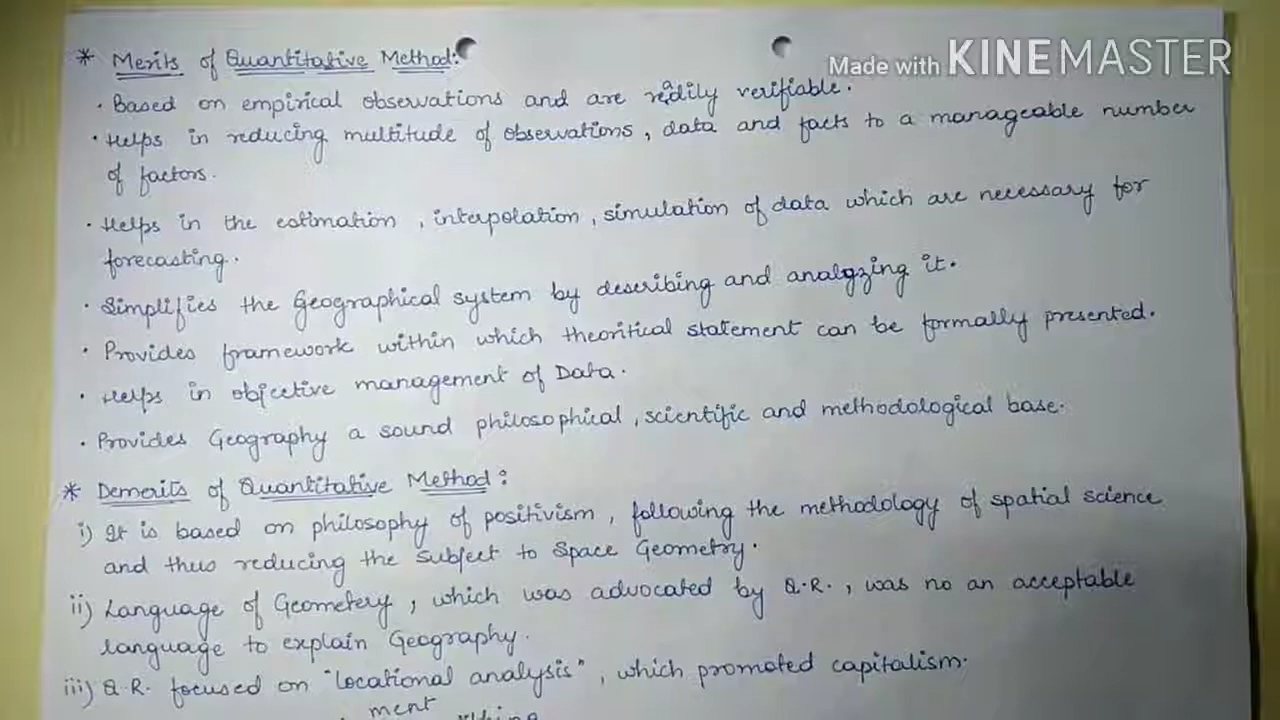 Made with KINEMASTER
* Merits of Quantitative Method:
• Based on empirical observations and are redily verifiable.
• Helps in reducing multitude of observations, data and facts to a manageable number
of factors.
• Helps in the estimation, interpolation, simulation of data which are necessary for
forecasting.
• Simplifies the Geographical system by describing and analyzing it.
• Provides framework within which theoritical statement can be formally presented.
• Helps in objective management of Data.
• Provides Geography a sound philosophical, scientific and methodological base.
* Demerits of Quantitative Method:
i) It is based on philosophy of positivism, following the methodology of spatial science
and thus reducing the subject to Space Geometry.
ii) Language of Geometery, which was advocated by Q.R., was no an acceptable
language to explain Geography.
iii) Q.R. focused on "locational analysis", which promoted capitalism.
ment